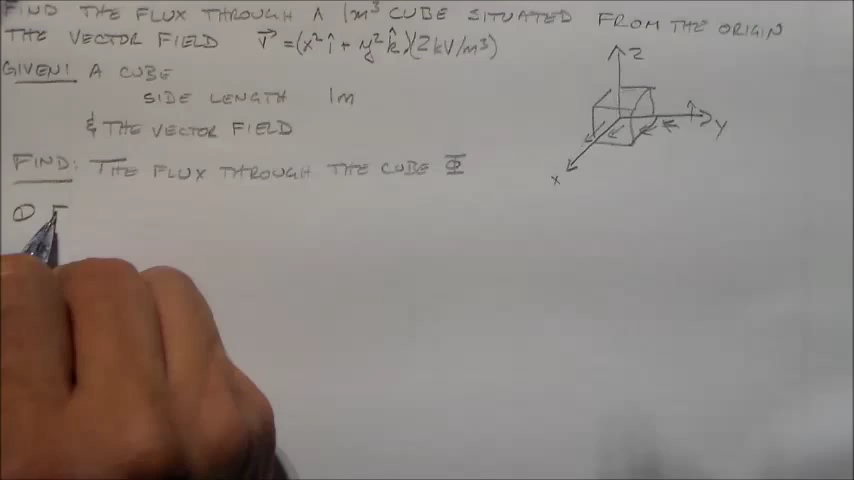 FIND THE FLUX THROUGH A 1m³ CUBE SITUATED FROM THE ORIGIN
THE VECTOR FIELD V⃗ = (x² î + y² k̂)(2kV/m³)
GIVEN: A CUBE
SIDE LENGTH 1m
& THE VECTOR FIELD
FIND: THE FLUX THROUGH THE CUBE Φ
①
Z
Y
X